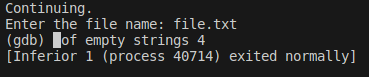 Continuing.
Enter the file name: file.txt
(gdb) of empty strings 4
[Inferior 1 (process 40714) exited normally]